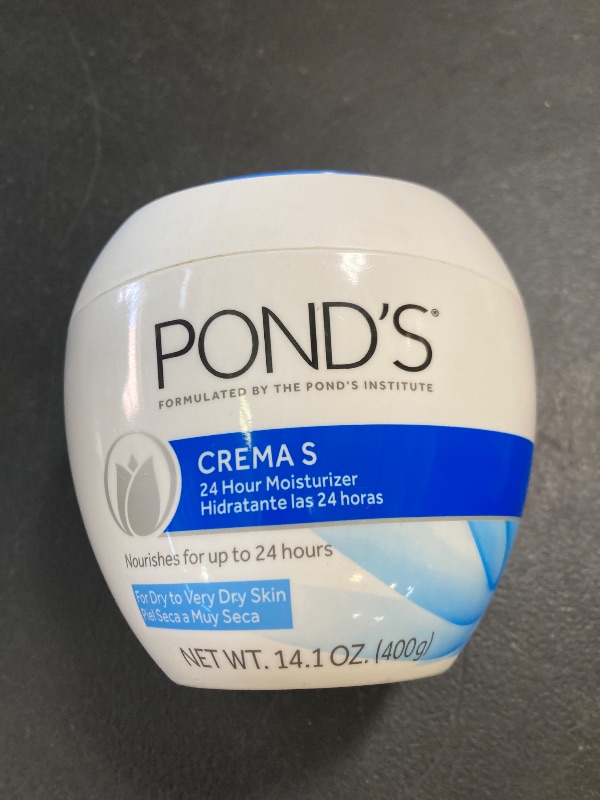 POND'S®
FORMULATED BY THE POND'S INSTITUTE
CREMA S
24 Hour Moisturizer
Hidratante las 24 horas
Nourishes for up to 24 hours
For Dry to Very Dry Skin
Piel Seca a Muy Seca
NET WT. 14.1 OZ. (400g)